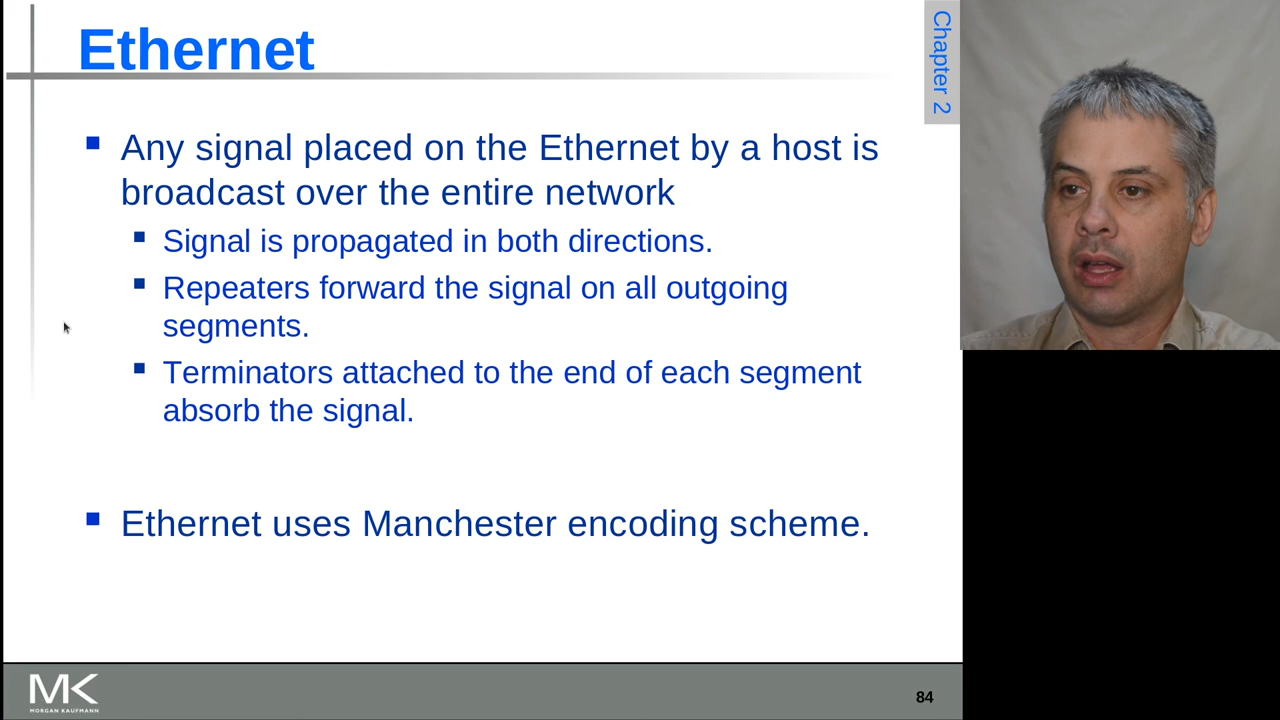 Ethernet
Chapter 2
Any signal placed on the Ethernet by a host is
broadcast over the entire network
Signal is propagated in both directions.
Repeaters forward the signal on all outgoing
segments.
Terminators attached to the end of each segment
absorb the signal.
Ethernet uses Manchester encoding scheme.
MK
MORGAN KAUFMANN
84